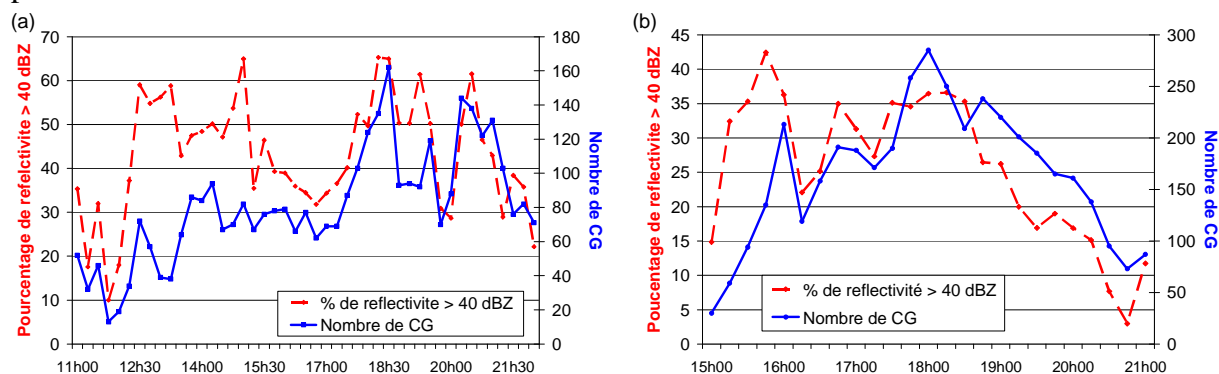 (a)
Pourcentage de refelctivite > 40 dBZ
70
60
50
40
30
20
10
0
180
160
140
120
100
80
60
40
20
0
Nombre de CG
% de reflectivite > 40 dBZ
Nombre de CG
11h00 12h30 14h00 15h30 17h00 18h30 20h00 21h30
(b)
Poucentage de reflectivite > 40 dBZ
45
40
35
30
25
20
15
10
5
0
300
250
200
150
100
50
0
Nombre de CG
% de reflectivité > 40 dBZ
Nombre de CG
15h00 16h00 17h00 18h00 19h00 20h00 21h00